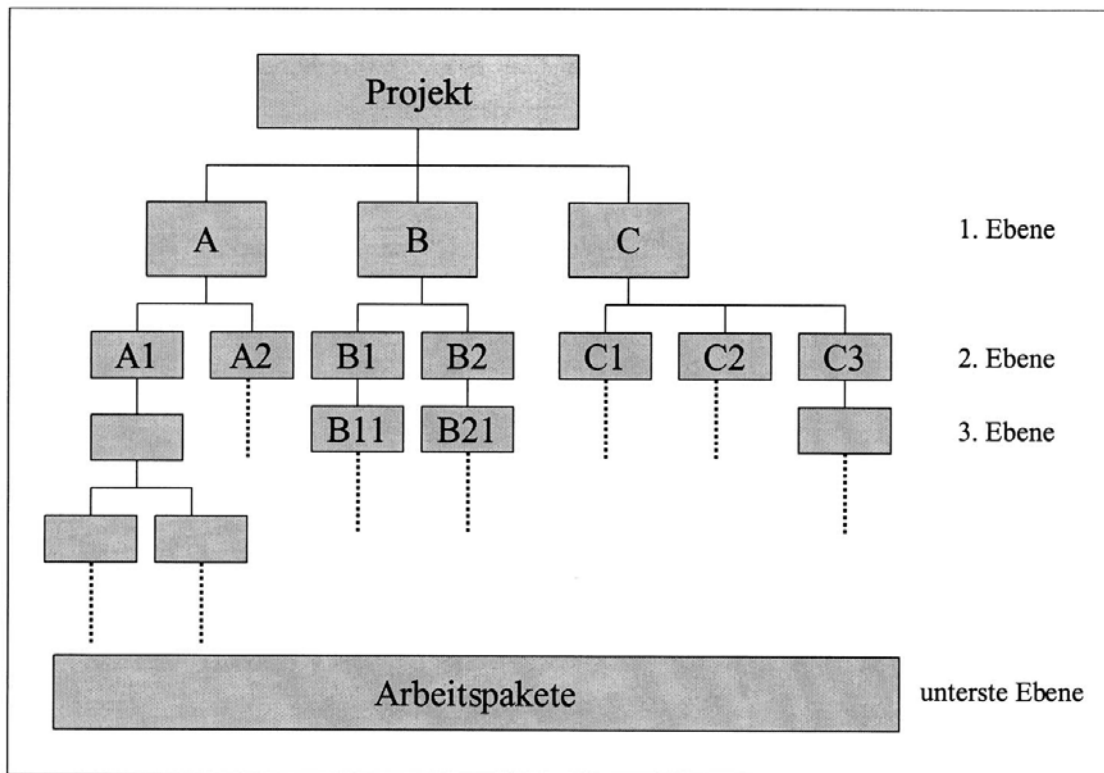 Projekt
A B C 1. Ebene
A1 A2 B1 B2 C1 C2 C3 2. Ebene
B11 B21 3. Ebene
Arbeitspakete unterste Ebene